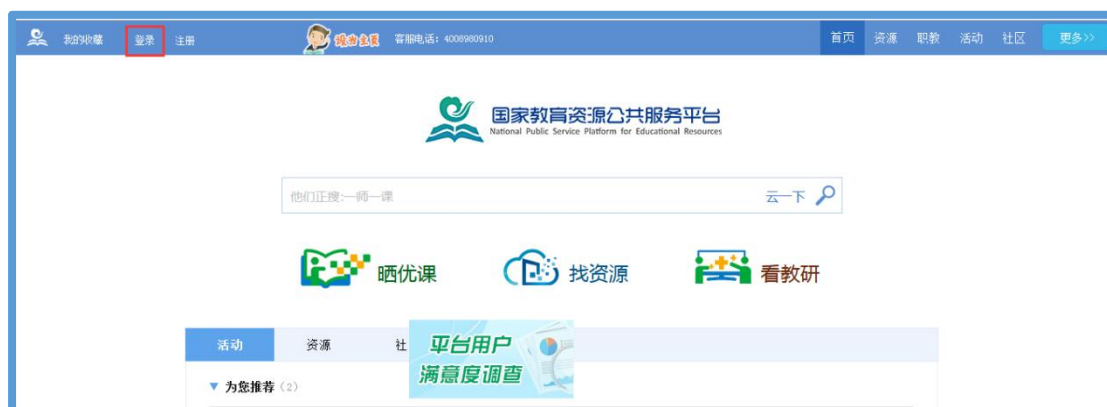 我的收藏 登录 注册 客服电话：4008980910 首页 资源 职教 活动 社区 更多>>
国家教育资源公共服务平台
National Public Service Platform for Educational Resources
他们正搜:一师一课 云一下
晒优课 找资源 看教研
活动 资源 社
平台用户
满意度调查
为您推荐（2）